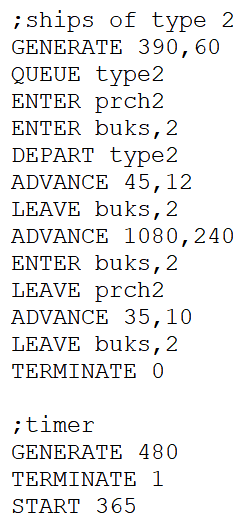 ;ships of type 2
GENERATE 390,60
QUEUE type2
ENTER prch2
ENTER buks,2
DEPART type2
ADVANCE 45,12
LEAVE buks,2
ADVANCE 1080,240
ENTER buks,2
LEAVE prch2
ADVANCE 35,10
LEAVE buks,2
TERMINATE 0

;timer
GENERATE 480
TERMINATE 1
START 365